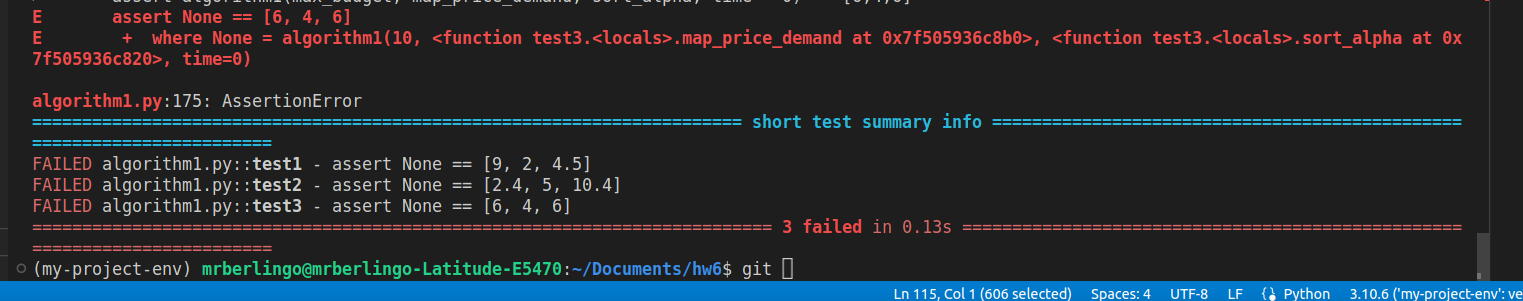 E       assert None == [6, 4, 6]
E        +  where None = algorithm1(10, <function test3.<locals>.map_price_demand at 0x7f505936c8b0>, <function test3.<locals>.sort_alpha at 0x
7f505936c820>, time=0)
algorithm1.py:175: AssertionError
======================================================================= short test summary info ===============================================
========================
FAILED algorithm1.py::test1 - assert None == [9, 2, 4.5]
FAILED algorithm1.py::test2 - assert None == [2.4, 5, 10.4]
FAILED algorithm1.py::test3 - assert None == [6, 4, 6]
========================================================================== 3 failed in 0.13s ==================================================
========================
(my-project-env) mrberlingo@mrberlingo-Latitude-E5470:~/Documents/hw6$ git
Ln 115, Col 1 (606 selected) Spaces: 4 UTF-8 LF {} Python 3.10.6 ('my-project-env': ve